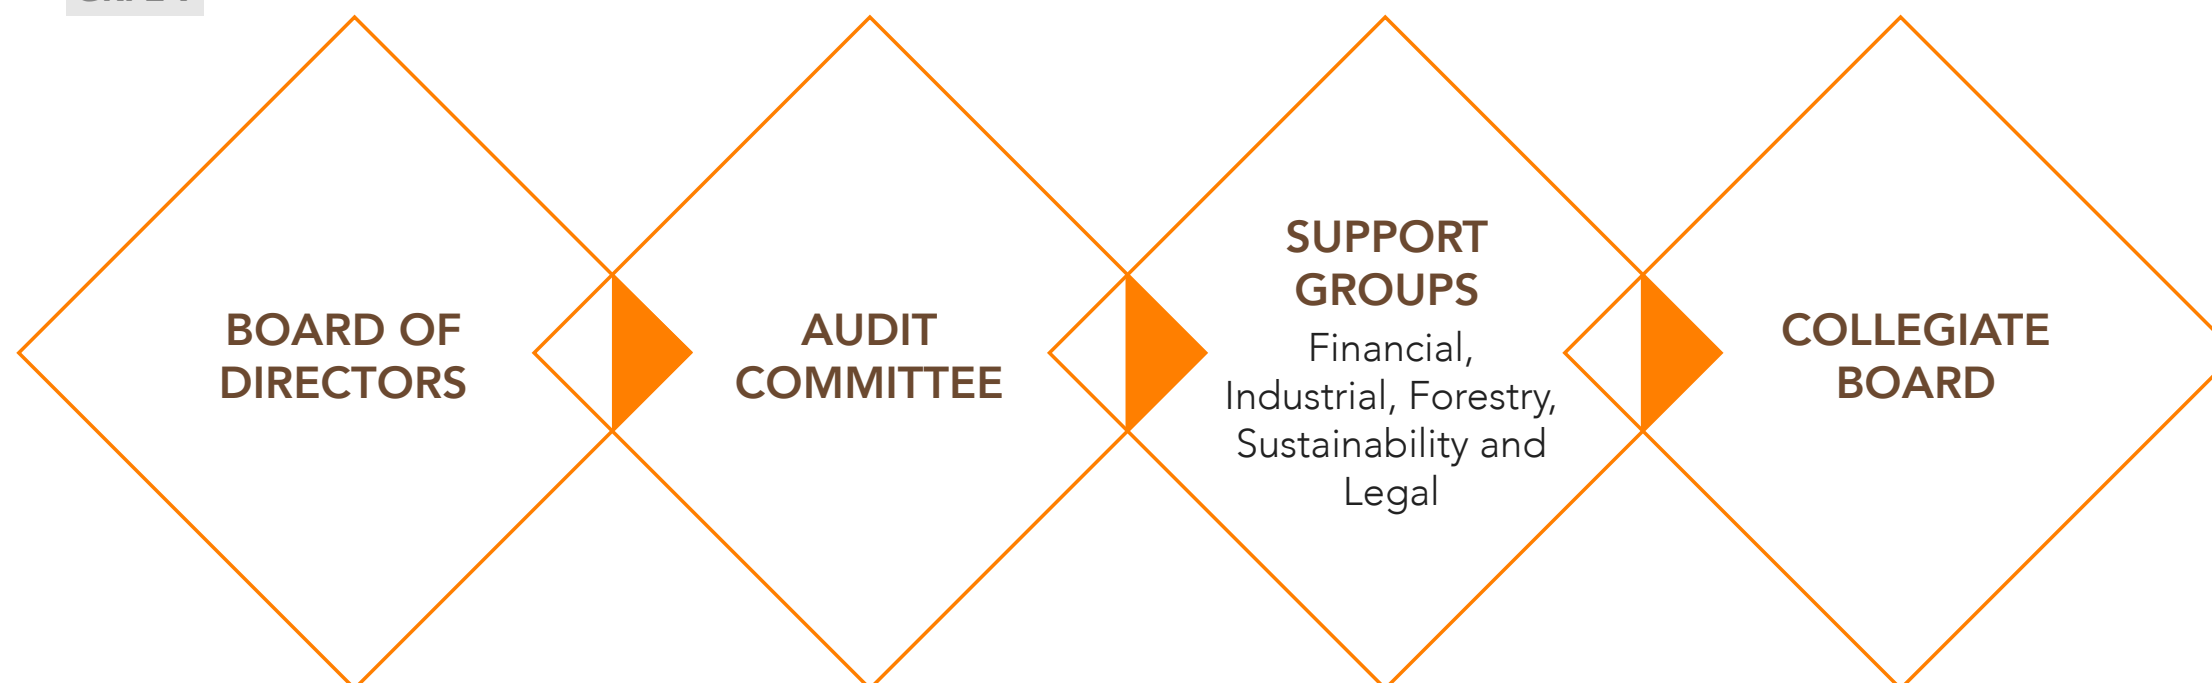 BOARD OF
DIRECTORS
AUDIT
COMMITTEE
SUPPORT
GROUPS
Financial,
Industrial, Forestry,
Sustainability and
Legal
COLLEGIATE
BOARD